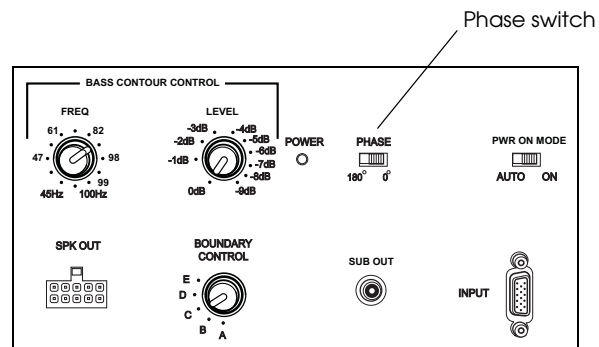 Phase switch
BASS CONTOUR CONTROL
FREQ
LEVEL
61 82
47 98
99
45Hz 100Hz
-3dB -4dB
-2dB -5dB
-6dB
-1dB -7dB
-8dB
0dB -9dB
POWER
PHASE
180° 0°
PWR ON MODE
AUTO ON
SPK OUT
BOUNDARY
CONTROL
E
D
C
B A
SUB OUT
INPUT